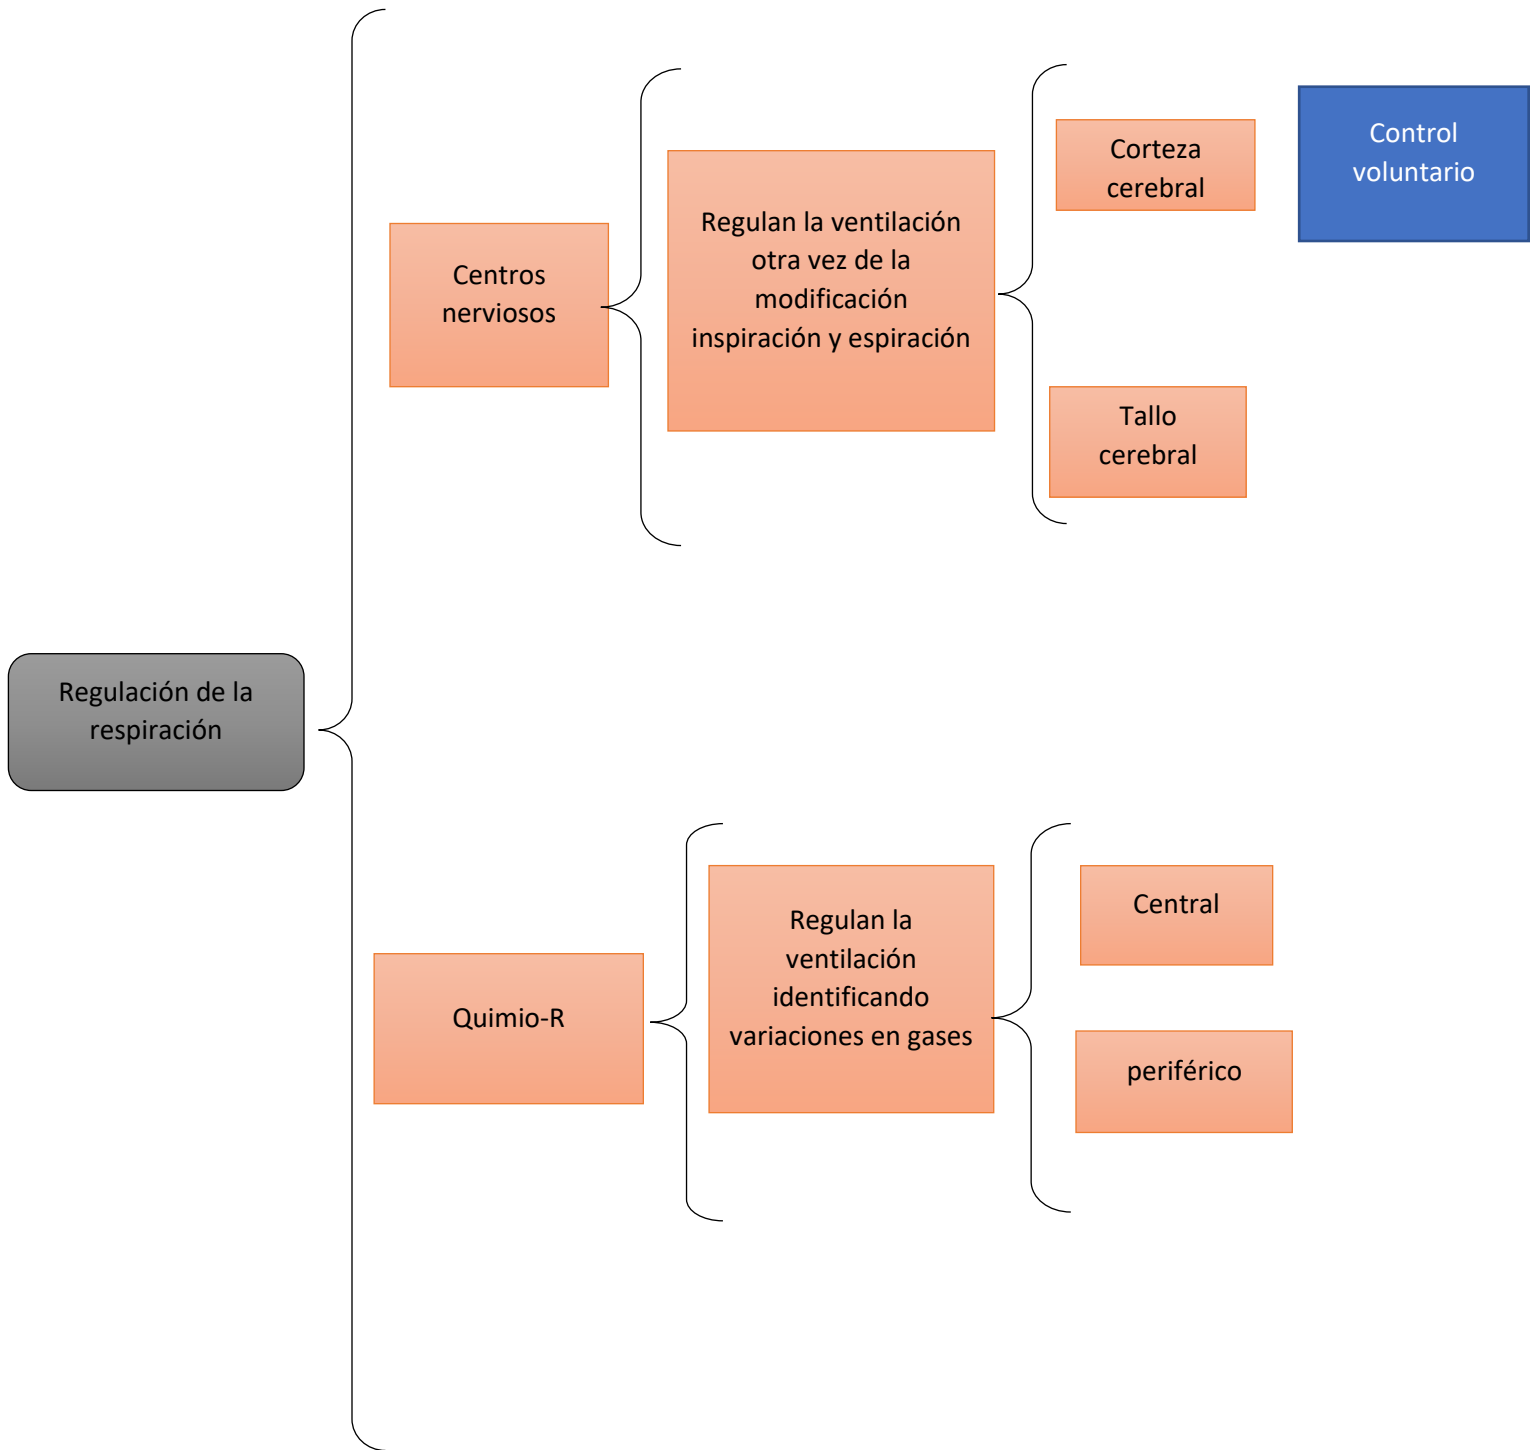 Corteza
cerebral
Control
voluntario
Regulan la ventilación
otra vez de la
modificación
inspiración y espiración
Centros
nerviosos
Tallo
cerebral
Regulación de la
respiración
Central
Regulan la
ventilación
identificando
variaciones en gases
Quimio-R
periférico